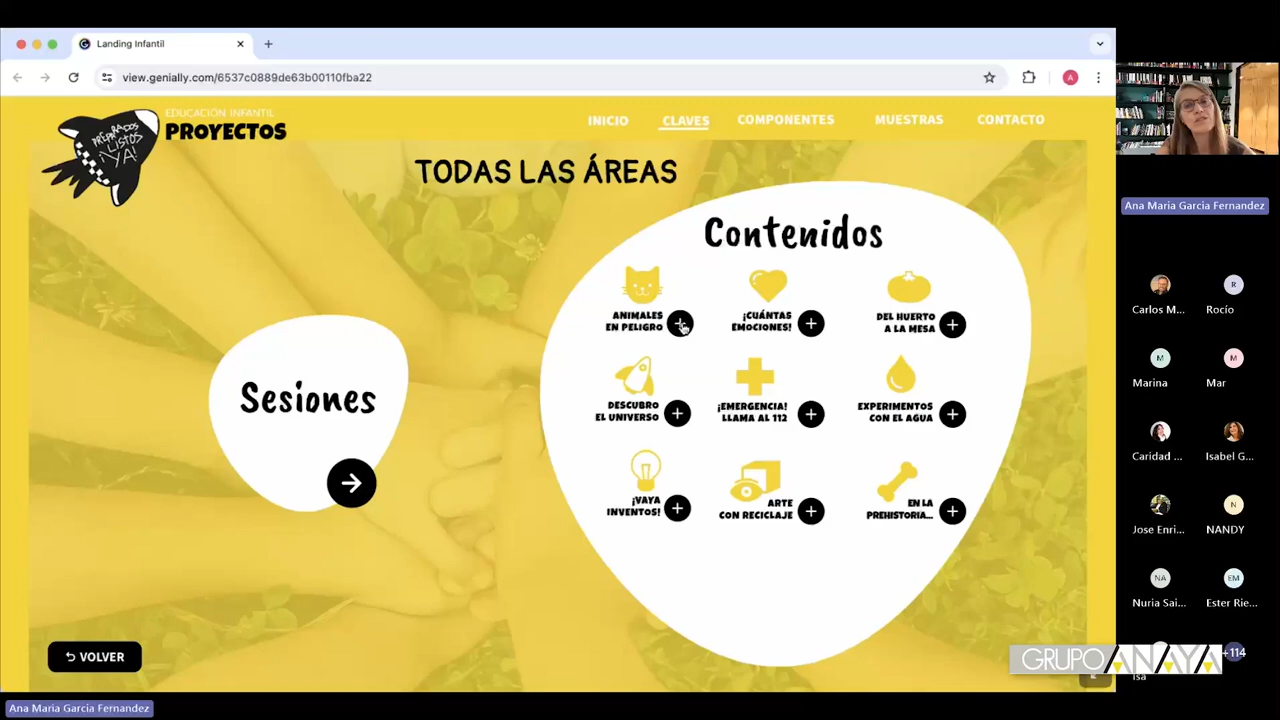 Landing Infantil
view.genially.com/6537c0889de63b00110fba22
A
PREPARADOS
LISTOS
¡YA!
EDUCACIÓN INFANTIL
PROYECTOS
INICIO
CLAVES
COMPONENTES
MUESTRAS
CONTACTO
TODAS LAS ÁREAS
Contenidos
ANIMALES
EN PELIGRO
¡CUÁNTAS
EMOCIONES!
DEL HUERTO
A LA MESA
DESCUBRO
EL UNIVERSO
¡EMERGENCIA!
LLAMA AL 112
EXPERIMENTOS
CON EL AGUA
¡VAYA
INVENTOS!
ARTE
CON RECICLAJE
EN LA
PREHISTORIA...
Sesiones
VOLVER
Ana Maria Garcia Fernandez
R
Carlos M...
Rocío
M
M
Marina
Mar
Caridad ...
Isabel G...
N
Jose Enri...
NANDY
NA
EM
Nuria Sai...
Ester Rie...
GRUPO ANAYA
+114
Isa
Ana Maria Garcia Fernandez